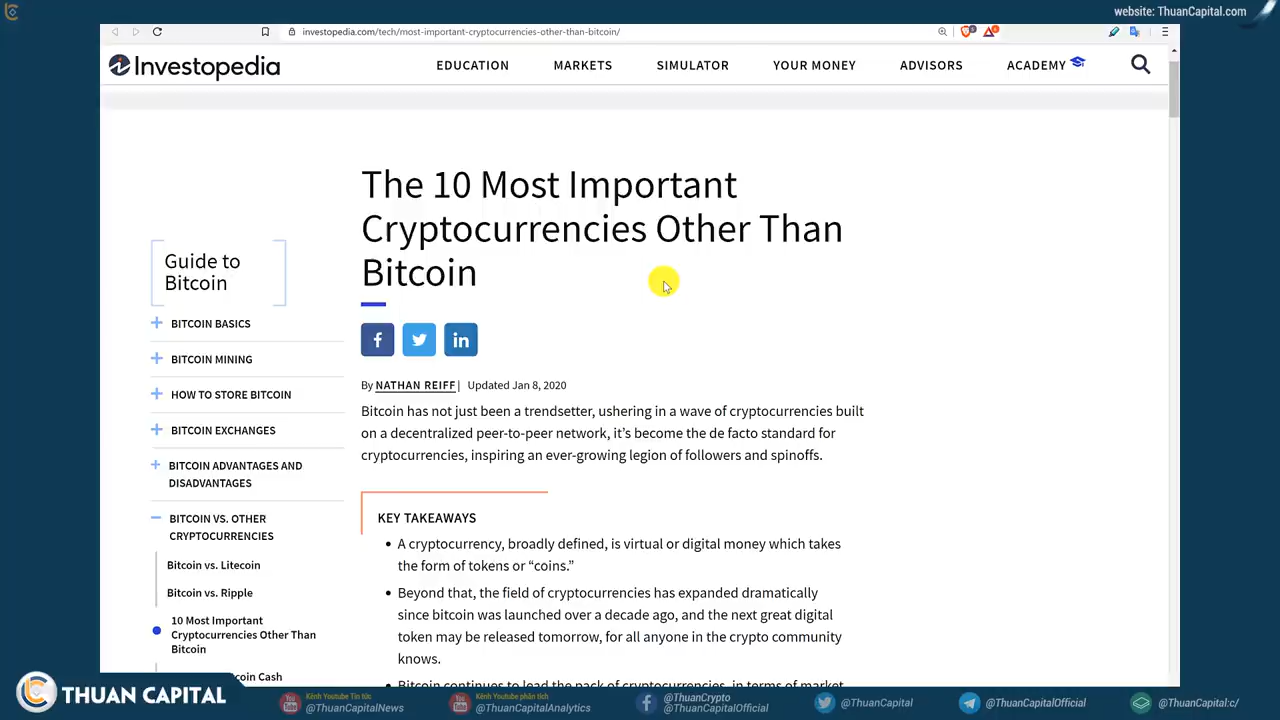 website: ThuanCapital.com
investopedia.com/tech/most-important-cryptocurrencies-other-than-bitcoin/
Investopedia
EDUCATION
MARKETS
SIMULATOR
YOUR MONEY
ADVISORS
ACADEMY
The 10 Most Important
Cryptocurrencies Other Than
Bitcoin
By NATHAN REIFF | Updated Jan 8, 2020
Bitcoin has not just been a trendsetter, ushering in a wave of cryptocurrencies built
on a decentralized peer-to-peer network, it's become the de facto standard for
cryptocurrencies, inspiring an ever-growing legion of followers and spinoffs.
KEY TAKEAWAYS
• A cryptocurrency, broadly defined, is virtual or digital money which takes
the form of tokens or “coins.”
• Beyond that, the field of cryptocurrencies has expanded dramatically
since bitcoin was launched over a decade ago, and the next great digital
token may be released tomorrow, for all anyone in the crypto community
knows.
• Bitcoin continues to lead the pack of cryptocurrencies, in terms of market
Guide to
Bitcoin
BITCOIN BASICS
BITCOIN MINING
HOW TO STORE BITCOIN
BITCOIN EXCHANGES
BITCOIN ADVANTAGES AND
DISADVANTAGES
BITCOIN VS. OTHER
CRYPTOCURRENCIES
Bitcoin vs. Litecoin
Bitcoin vs. Ripple
10 Most Important
Cryptocurrencies Other Than
Bitcoin
Cash
THUAN CAPITAL
Kênh Youtube Tin tức
@ThuanCapitalNews
Kênh Youtube phân tích
@ThuanCapitalAnalytics
@ThuanCrypto
@ThuanCapitalOfficial
@ThuanCapital
@ThuanCapitalOfficial
@ThuanCapital:c/